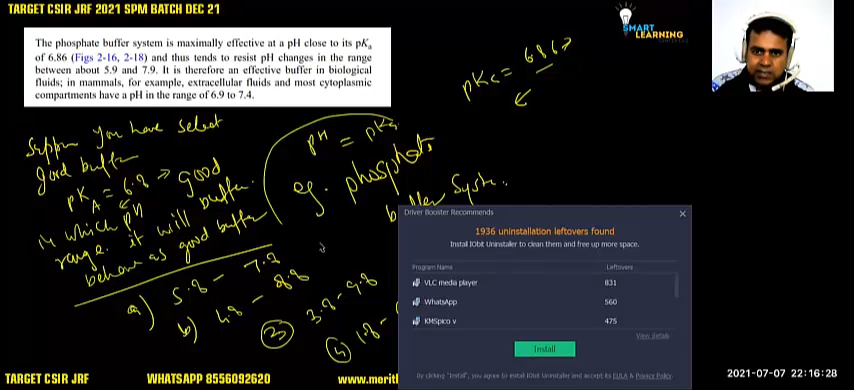 TARGET CSIR JRF 2021 SPM BATCH DEC 21
SMART
LEARNING
The phosphate buffer system is maximally effective at a pH close to its pKa
of 6.86 (Figs 2-16, 2-18) and thus tends to resist pH changes in the range
between about 5.9 and 7.9. It is therefore an effective buffer in biological
fluids; in mammals, for example, extracellular fluids and most cytoplasmic
compartments have a pH in the range of 6.9 to 7.4.
you have select
good buffer
pKA = 6.8 → good
buffer.
in which pH
range. it will
behave as good buffer
a) 5.8 - 7.8
b) 4.8 - 8.8
③ 3.8 - 9.8
④ 1.8 -
pH = pKa
eg. phosphate
buffer
Driver Booster Recommends
1936 uninstallation leftovers found
Install IObit Uninstaller to clean them and free up more space.
Program Name Leftovers
VLC media player 831
WhatsApp 560
KMSpico v 475
View details
Install
By clicking "Install", you agree to install IObit Uninstaller and accept its EULA & Privacy Policy.
2021-07-07 22:16:28
TARGET CSIR JRF WHATSAPP 8556092620 www.merit